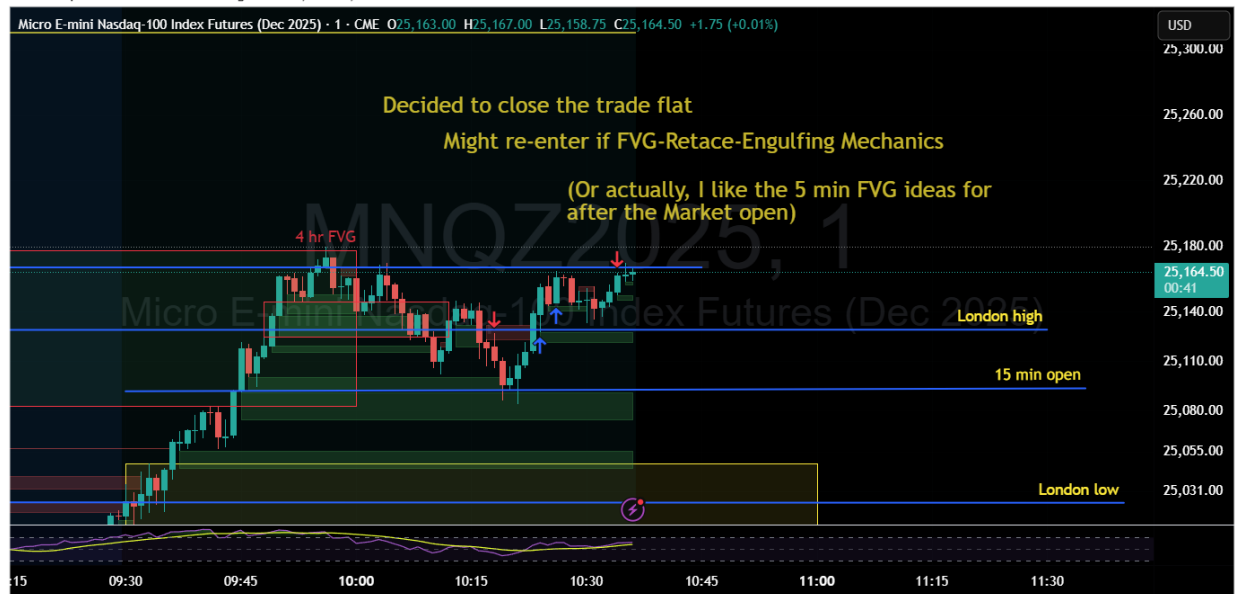 Micro E-mini Nasdaq-100 Index Futures (Dec 2025) · 1 · CME O25,163.00 H25,167.00 L25,158.75 C25,164.50 +1.75 (+0.01%)
USD
25,300.00
Decided to close the trade flat
25,260.00
Might re-enter if FVG-Retace-Engulfing Mechanics
(Or actually, I like the 5 min FVG ideas for
after the Market open)
25,220.00
MNQZ2025, 1
4 hr FVG
25,180.00
25,164.50
00:41
Micro E-mini Nasdaq-100 Index Futures (Dec 2025)
25,140.00
London high
25,110.00
15 min open
25,080.00
25,055.00
London low
25,031.00
:15 09:30 09:45 10:00 10:15 10:30 10:45 11:00 11:15 11:30